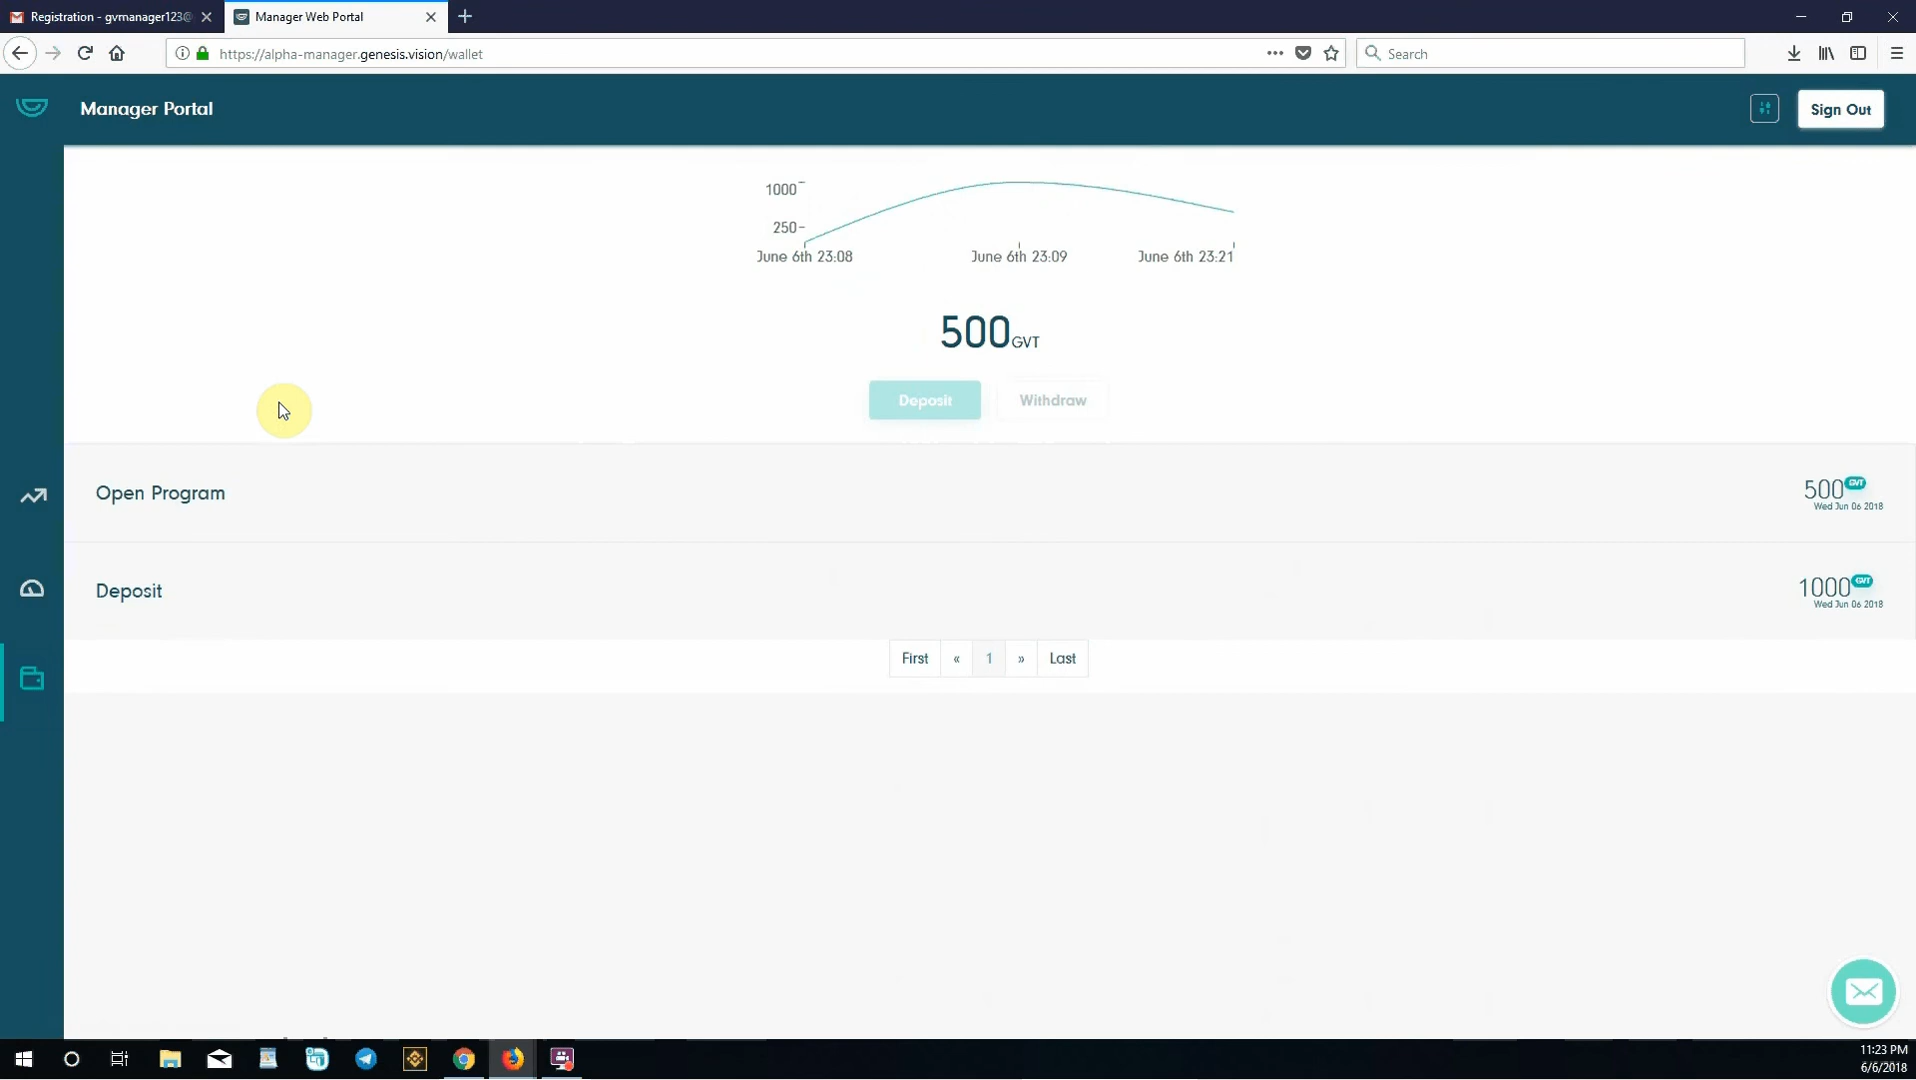 Registration - gvmanager123@
Manager Web Portal
https://alpha-manager.genesis.vision/wallet
Search
Manager Portal
Sign Out
1000
250
June 6th 23:08
June 6th 23:09
June 6th 23:21
500 GVT
Deposit
Withdraw
Open Program
500 GVT
Wed Jun 06 2018
Deposit
1000 GVT
Wed Jun 06 2018
First « 1 » Last
11:23 PM
6/6/2018